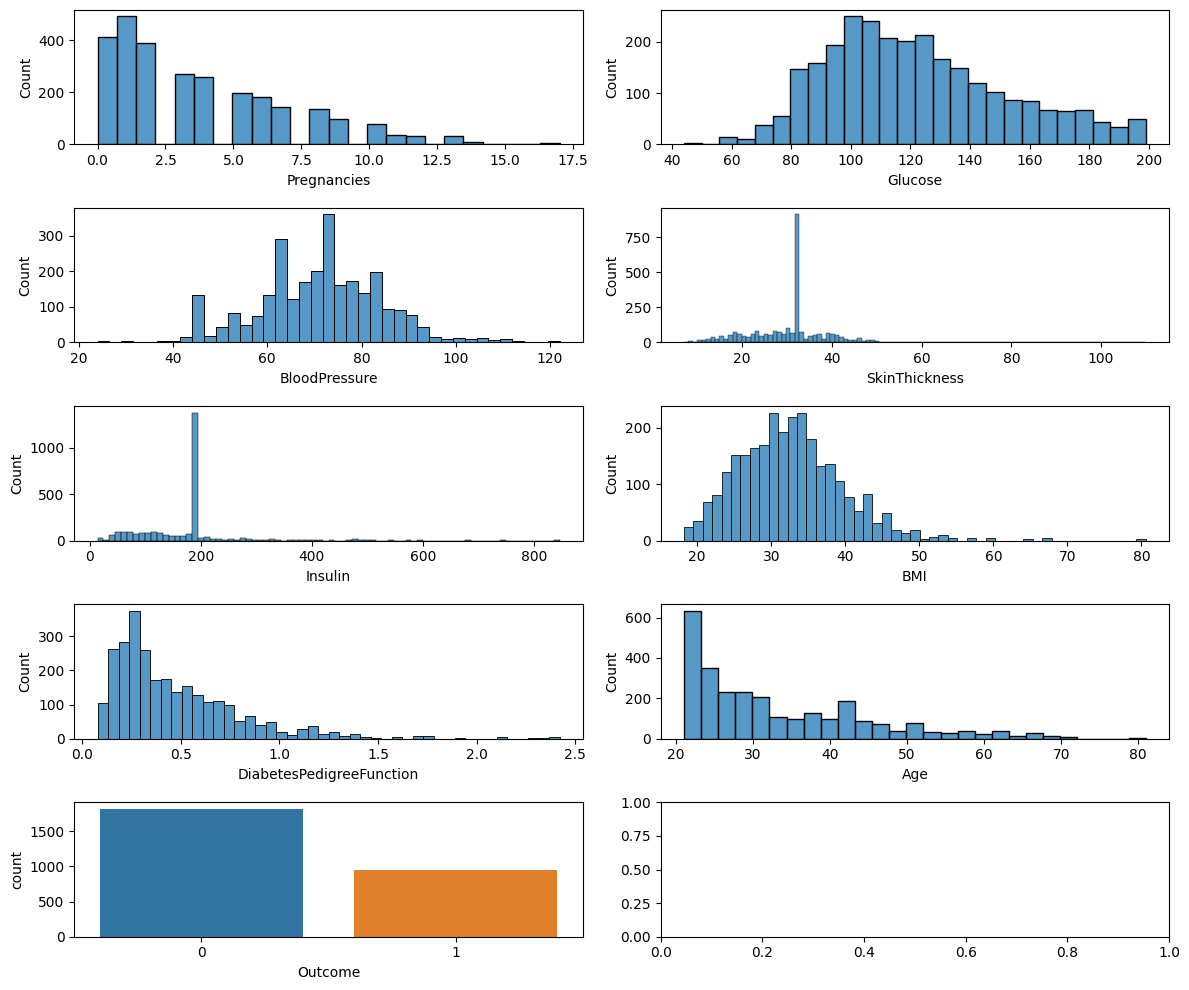 400
200
0
Count
0.0 2.5 5.0 7.5 10.0 12.5 15.0 17.5
Pregnancies
200
100
0
Count
40 60 80 100 120 140 160 180 200
Glucose
300
200
100
0
Count
20 40 60 80 100 120
BloodPressure
750
500
250
0
Count
20 40 60 80 100
SkinThickness
1000
500
0
Count
0 200 400 600 800
Insulin
200
100
0
Count
20 30 40 50 60 70 80
BMI
300
200
100
0
Count
0.0 0.5 1.0 1.5 2.0 2.5
DiabetesPedigreeFunction
600
400
200
0
Count
20 30 40 50 60 70 80
Age
1500
1000
500
0
count
0 1
Outcome
1.00
0.75
0.50
0.25
0.00
0.0 0.2 0.4 0.6 0.8 1.0